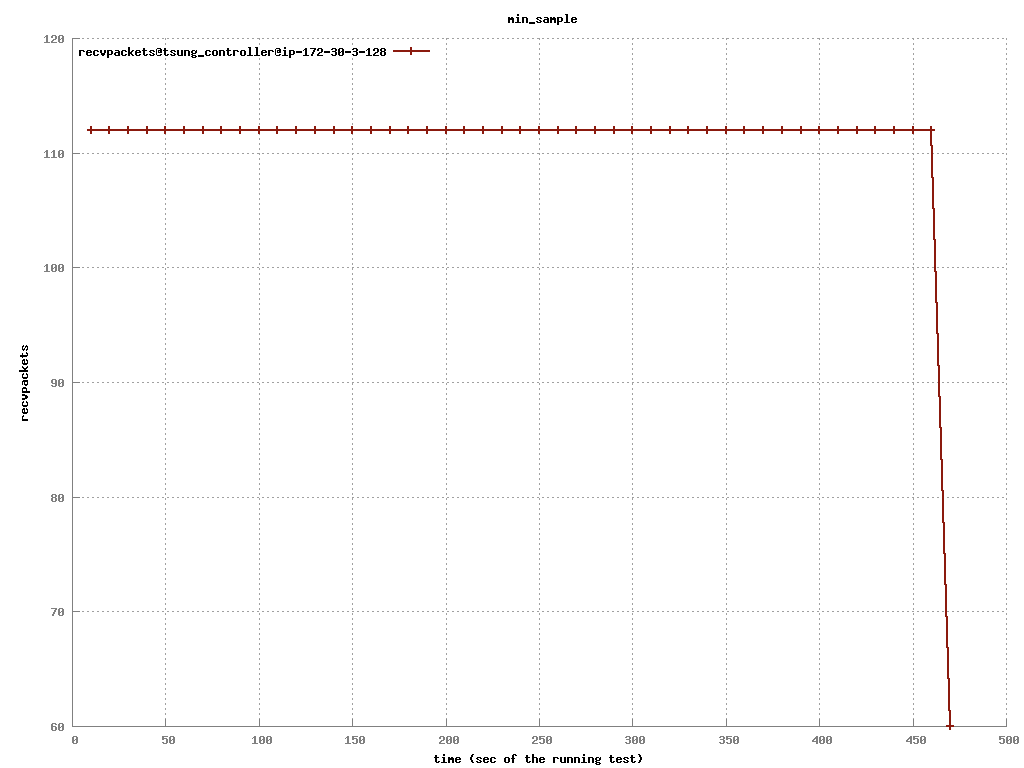 min_sample
120
recvpackets@tsung_controller@ip-172-30-3-128
110
100
90
80
70
60
recvpackets
0 50 100 150 200 250 300 350 400 450 500
time (sec of the running test)